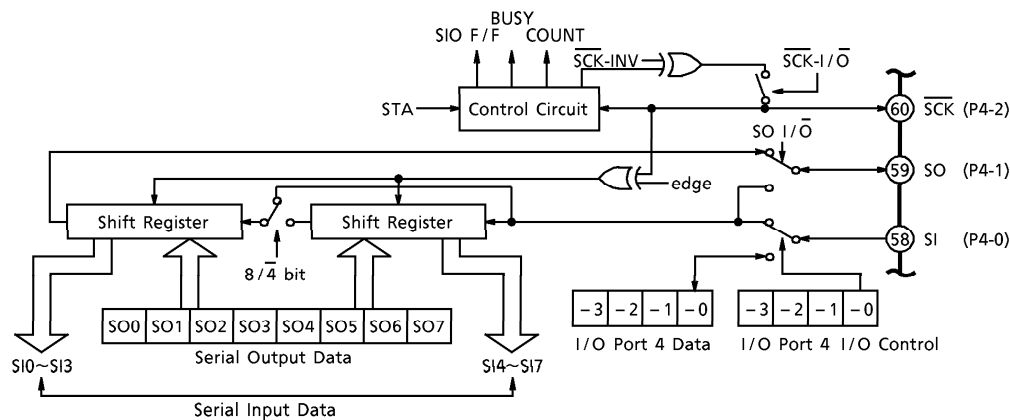 BUSY
SIO F/F COUNT
SCK-INV
SCK-I/O
STA
Control Circuit
60 SCK (P4-2)
SO I/O
59 SO (P4-1)
edge
Shift Register
Shift Register
8/4 bit
58 SI (P4-0)
SO0 SO1 SO2 SO3 SO4 SO5 SO6 SO7
-3 -2 -1 -0
-3 -2 -1 -0
Serial Output Data
I/O Port 4 Data
I/O Port 4 I/O Control
SI0~SI3
SI4~SI7
Serial Input Data